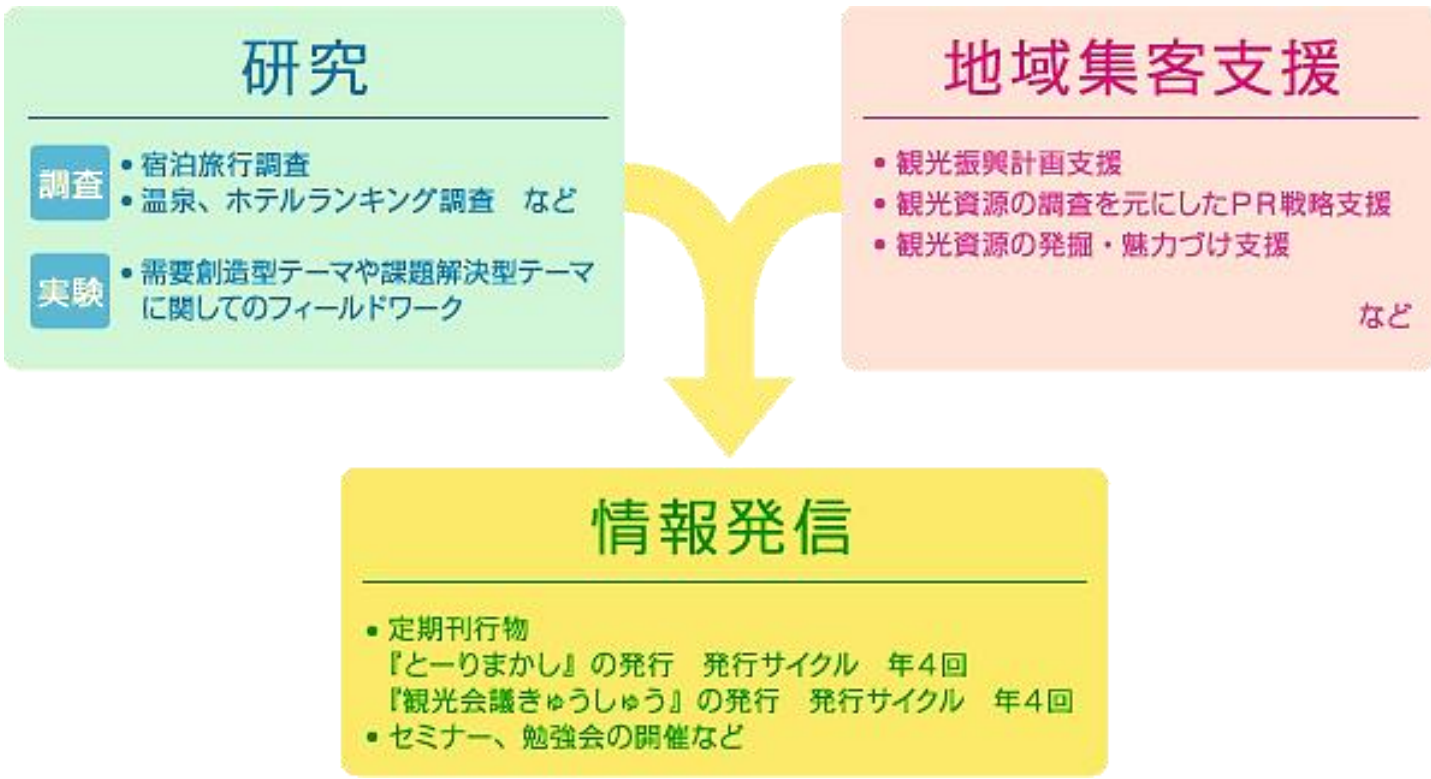 研究
調査
• 宿泊旅行調査
• 温泉、ホテルランキング調査　など
実験
• 需要創造型テーマや課題解決型テーマ
に関してのフィールドワーク
地域集客支援
• 観光振興計画支援
• 観光資源の調査を元にしたPR戦略支援
• 観光資源の発掘・魅力づけ支援
など
情報発信
• 定期刊行物
『とーりまかし』の発行　発行サイクル　年４回
『観光会議きゅうしゅう』の発行　発行サイクル　年４回
• セミナー、勉強会の開催など